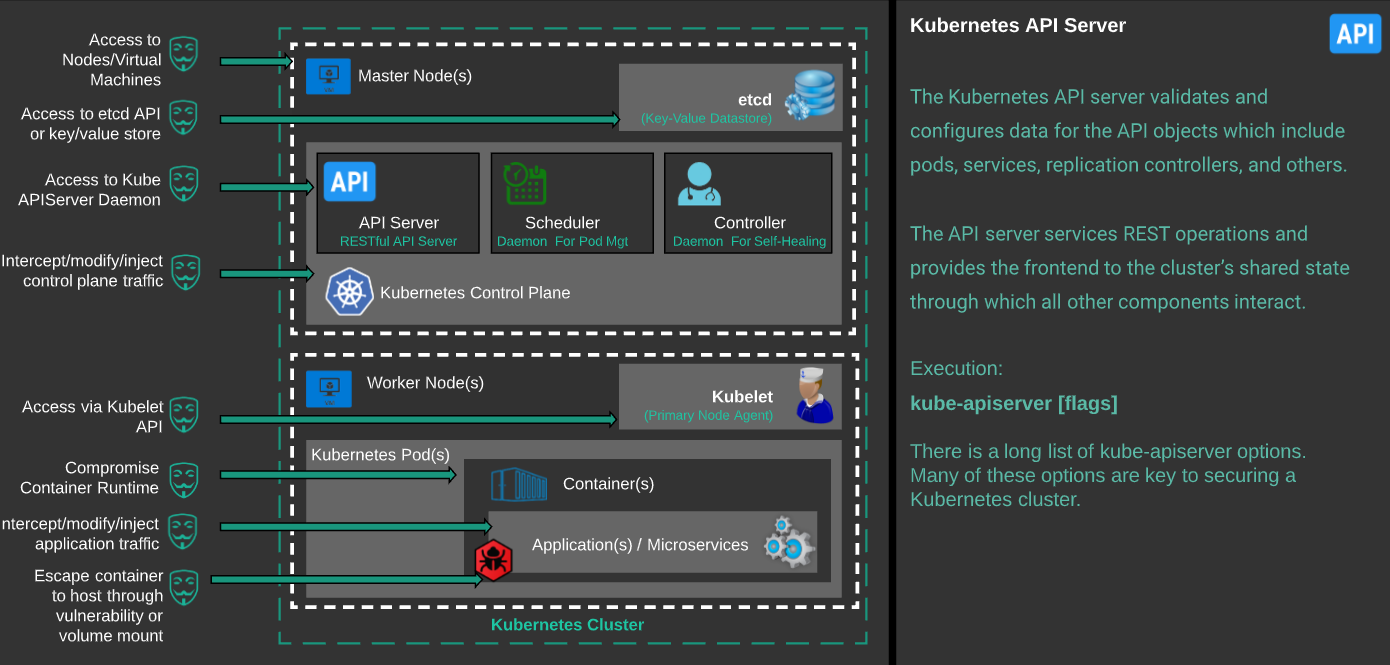 Access to
Nodes/Virtual
Machines
Access to etcd API
or key/value store
Access to Kube
APIServer Daemon
Intercept/modify/inject
control plane traffic
Access via Kubelet
API
Compromise
Container Runtime
ntercept/modify/inject
application traffic
Escape container
to host through
vulnerability or
volume mount
Master Node(s)
etcd
(Key-Value Datastore)
API
API Server
RESTful API Server
Scheduler
Daemon For Pod Mgt
Controller
Daemon For Self-Healing
Kubernetes Control Plane
Worker Node(s)
Kubelet
(Primary Node Agent)
Kubernetes Pod(s)
Container(s)
Application(s) / Microservices
Kubernetes Cluster
Kubernetes API Server
API
The Kubernetes API server validates and
configures data for the API objects which include
pods, services, replication controllers, and others.
The API server services REST operations and
provides the frontend to the cluster’s shared state
through which all other components interact.
Execution:
kube-apiserver [flags]
There is a long list of kube-apiserver options.
Many of these options are key to securing a
Kubernetes cluster.